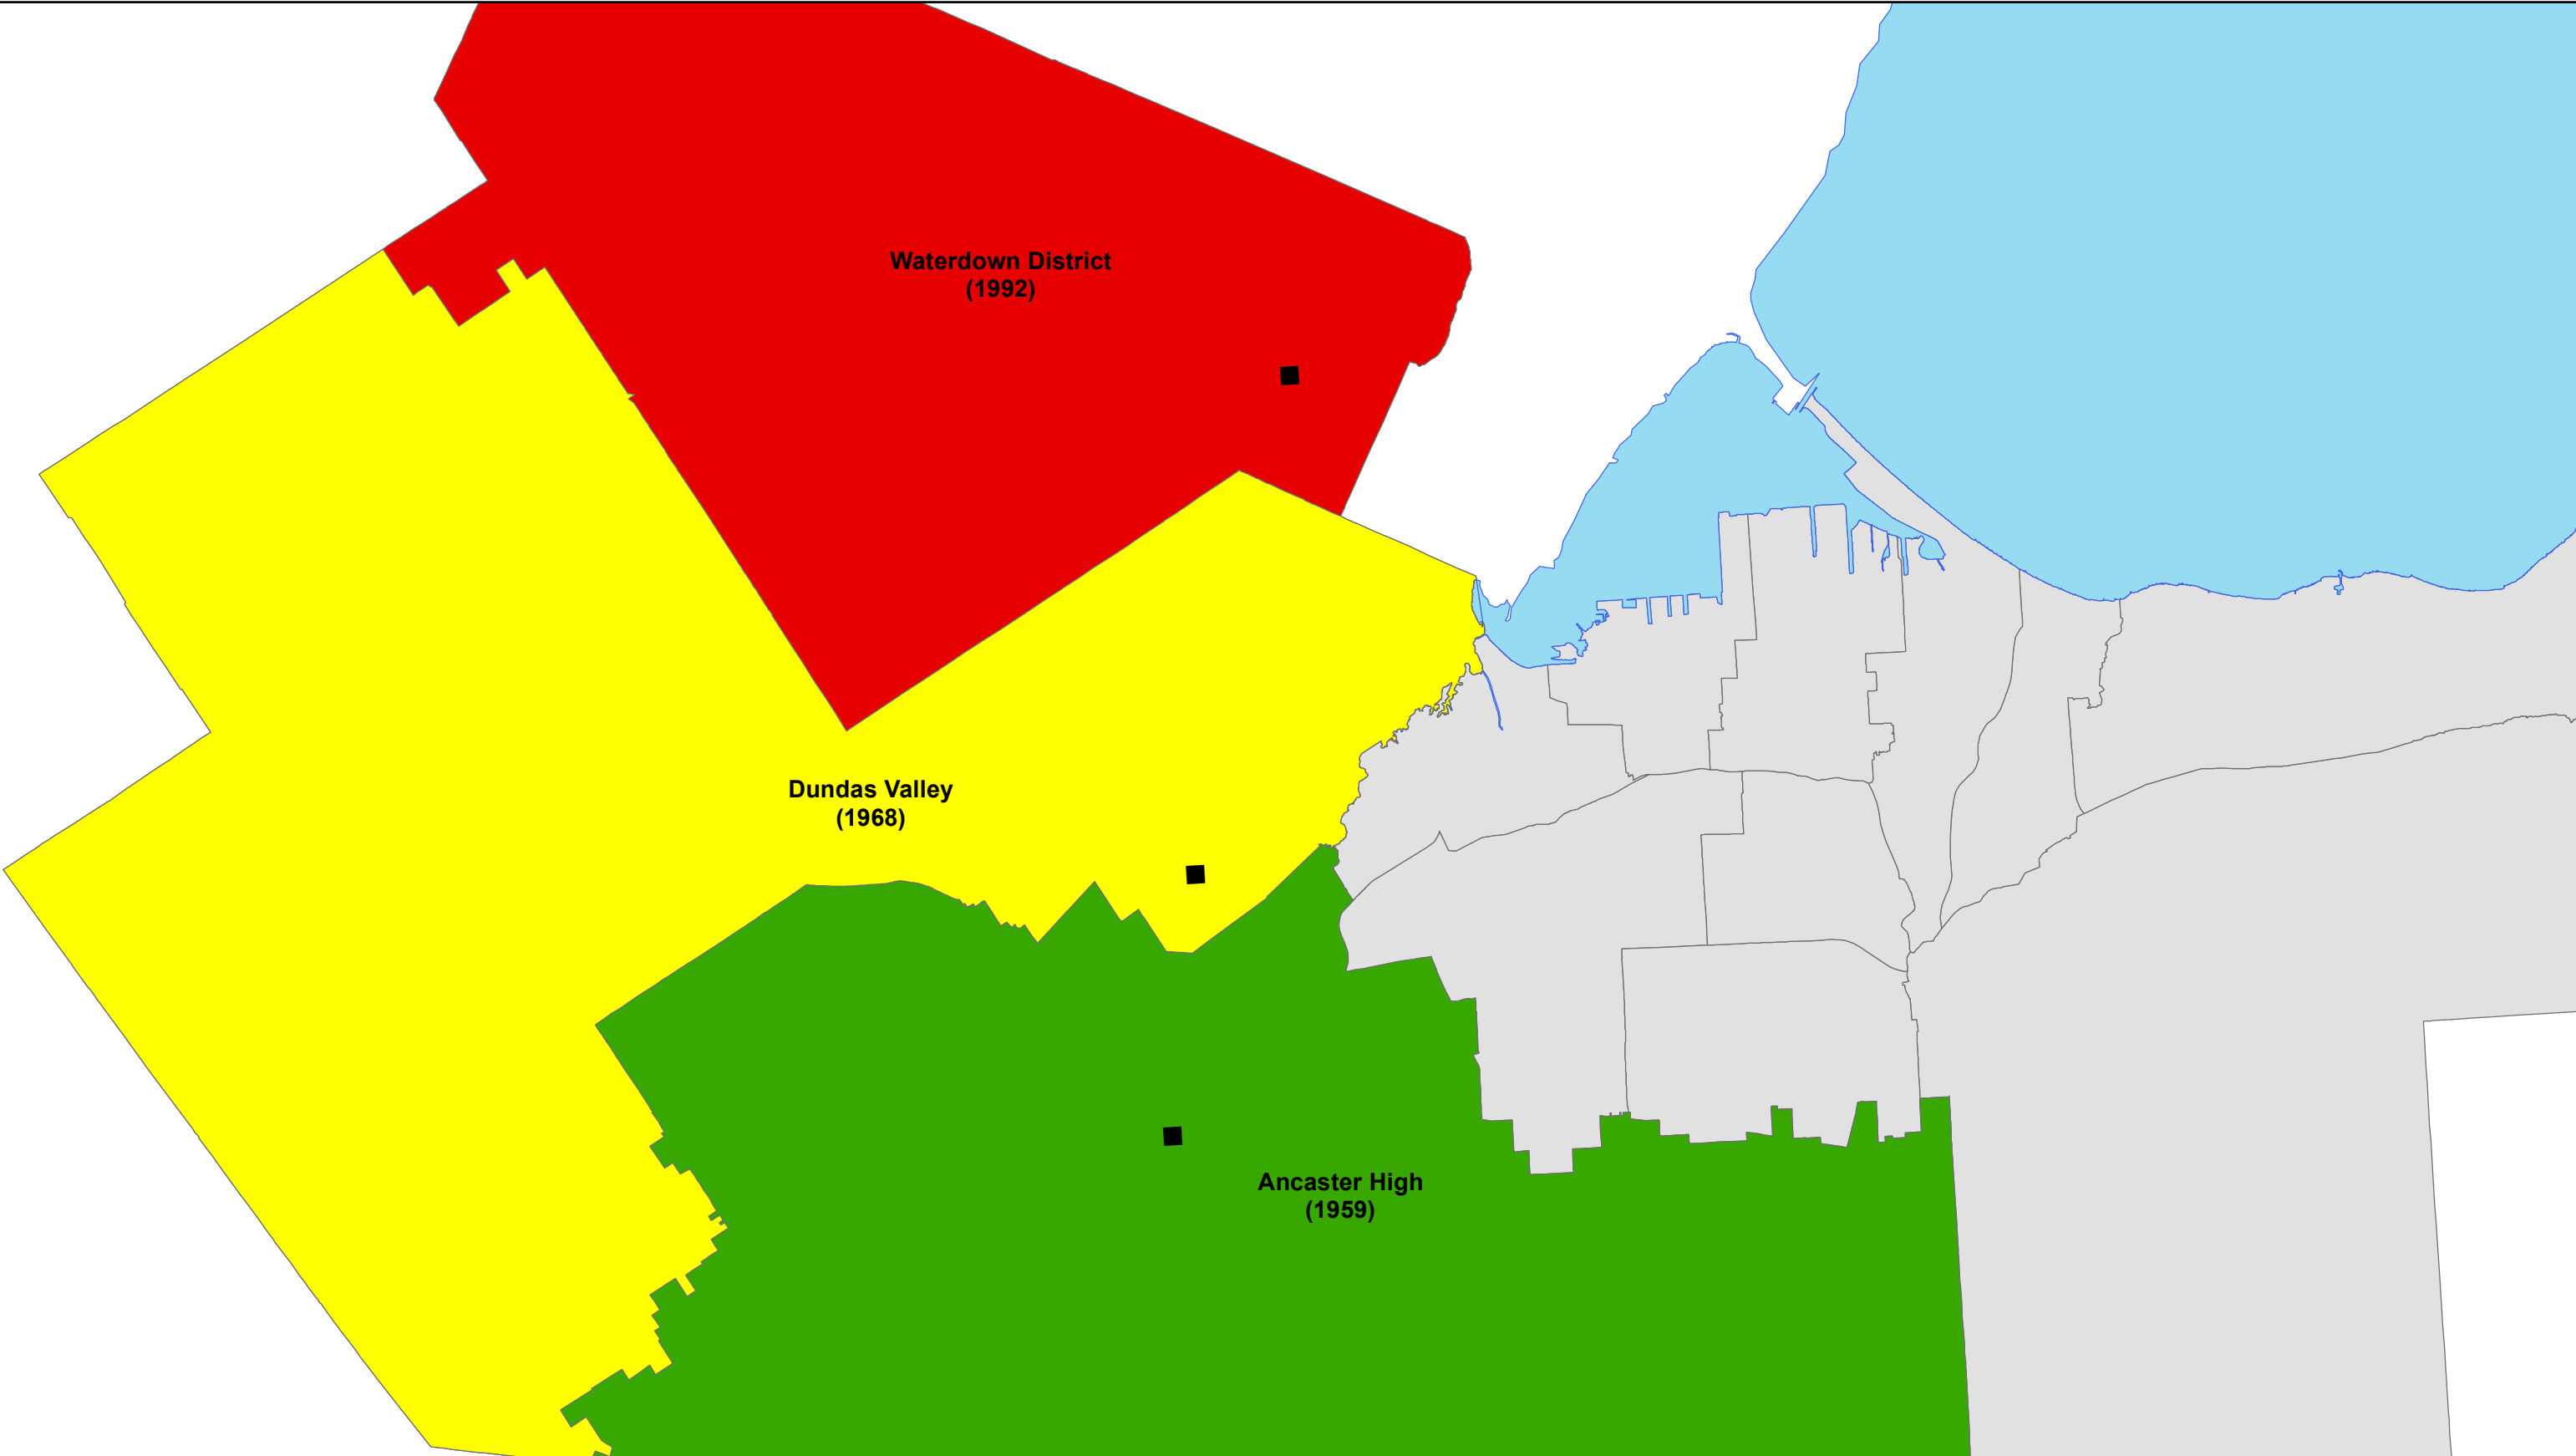 Waterdown District
(1992)
Dundas Valley
(1968)
Ancaster High
(1959)